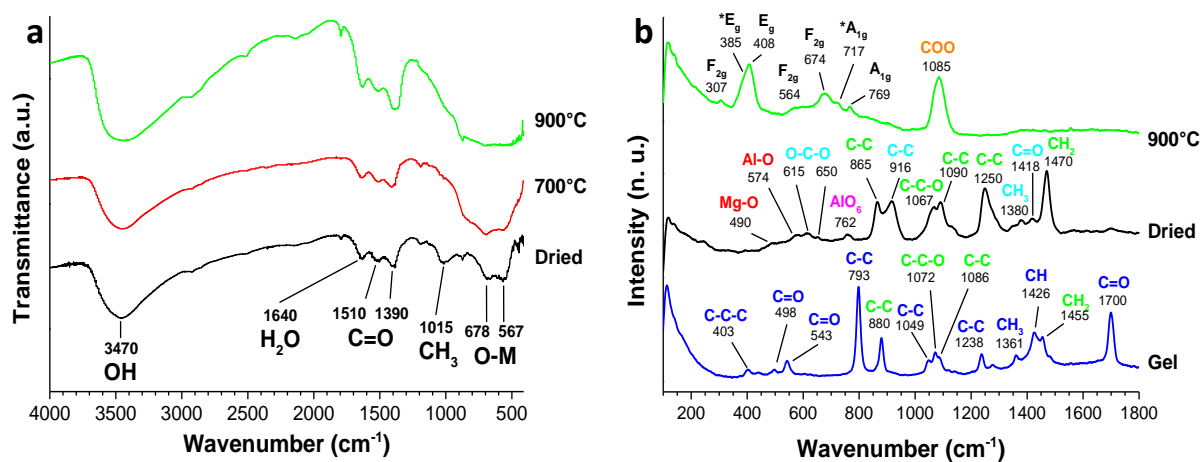 a
Transmittance (a.u.)
900°C
700°C
Dried
3470
OH
1640
H2O
1510
1390
C=O
1015
CH3
678
567
O-M
4000
3500
3000
2500
2000
1500
1000
500
Wavenumber (cm-1)
b
Intensity (n. u.)
F2g
307
*Eg
385
Eg
408
F2g
564
F2g
674
*A1g
717
A1g
769
COO
1085
900°C
Mg-O
490
Al-O
574
O-C-O
615
650
AlO6
762
C-C
865
C-C
916
C-C-O
1067
C-C
1090
C-C
1250
CH3
1380
C=O
1418
CH2
1470
Dried
C-C-C
403
C=O
498
C=O
543
C-C
793
C-C
880
C-C
1049
C-C-O
1072
C-C
1086
C-C
1238
CH3
1361
CH
1426
CH2
1455
C=O
1700
Gel
200
400
600
800
1000
1200
1400
1600
1800
Wavenumber (cm-1)